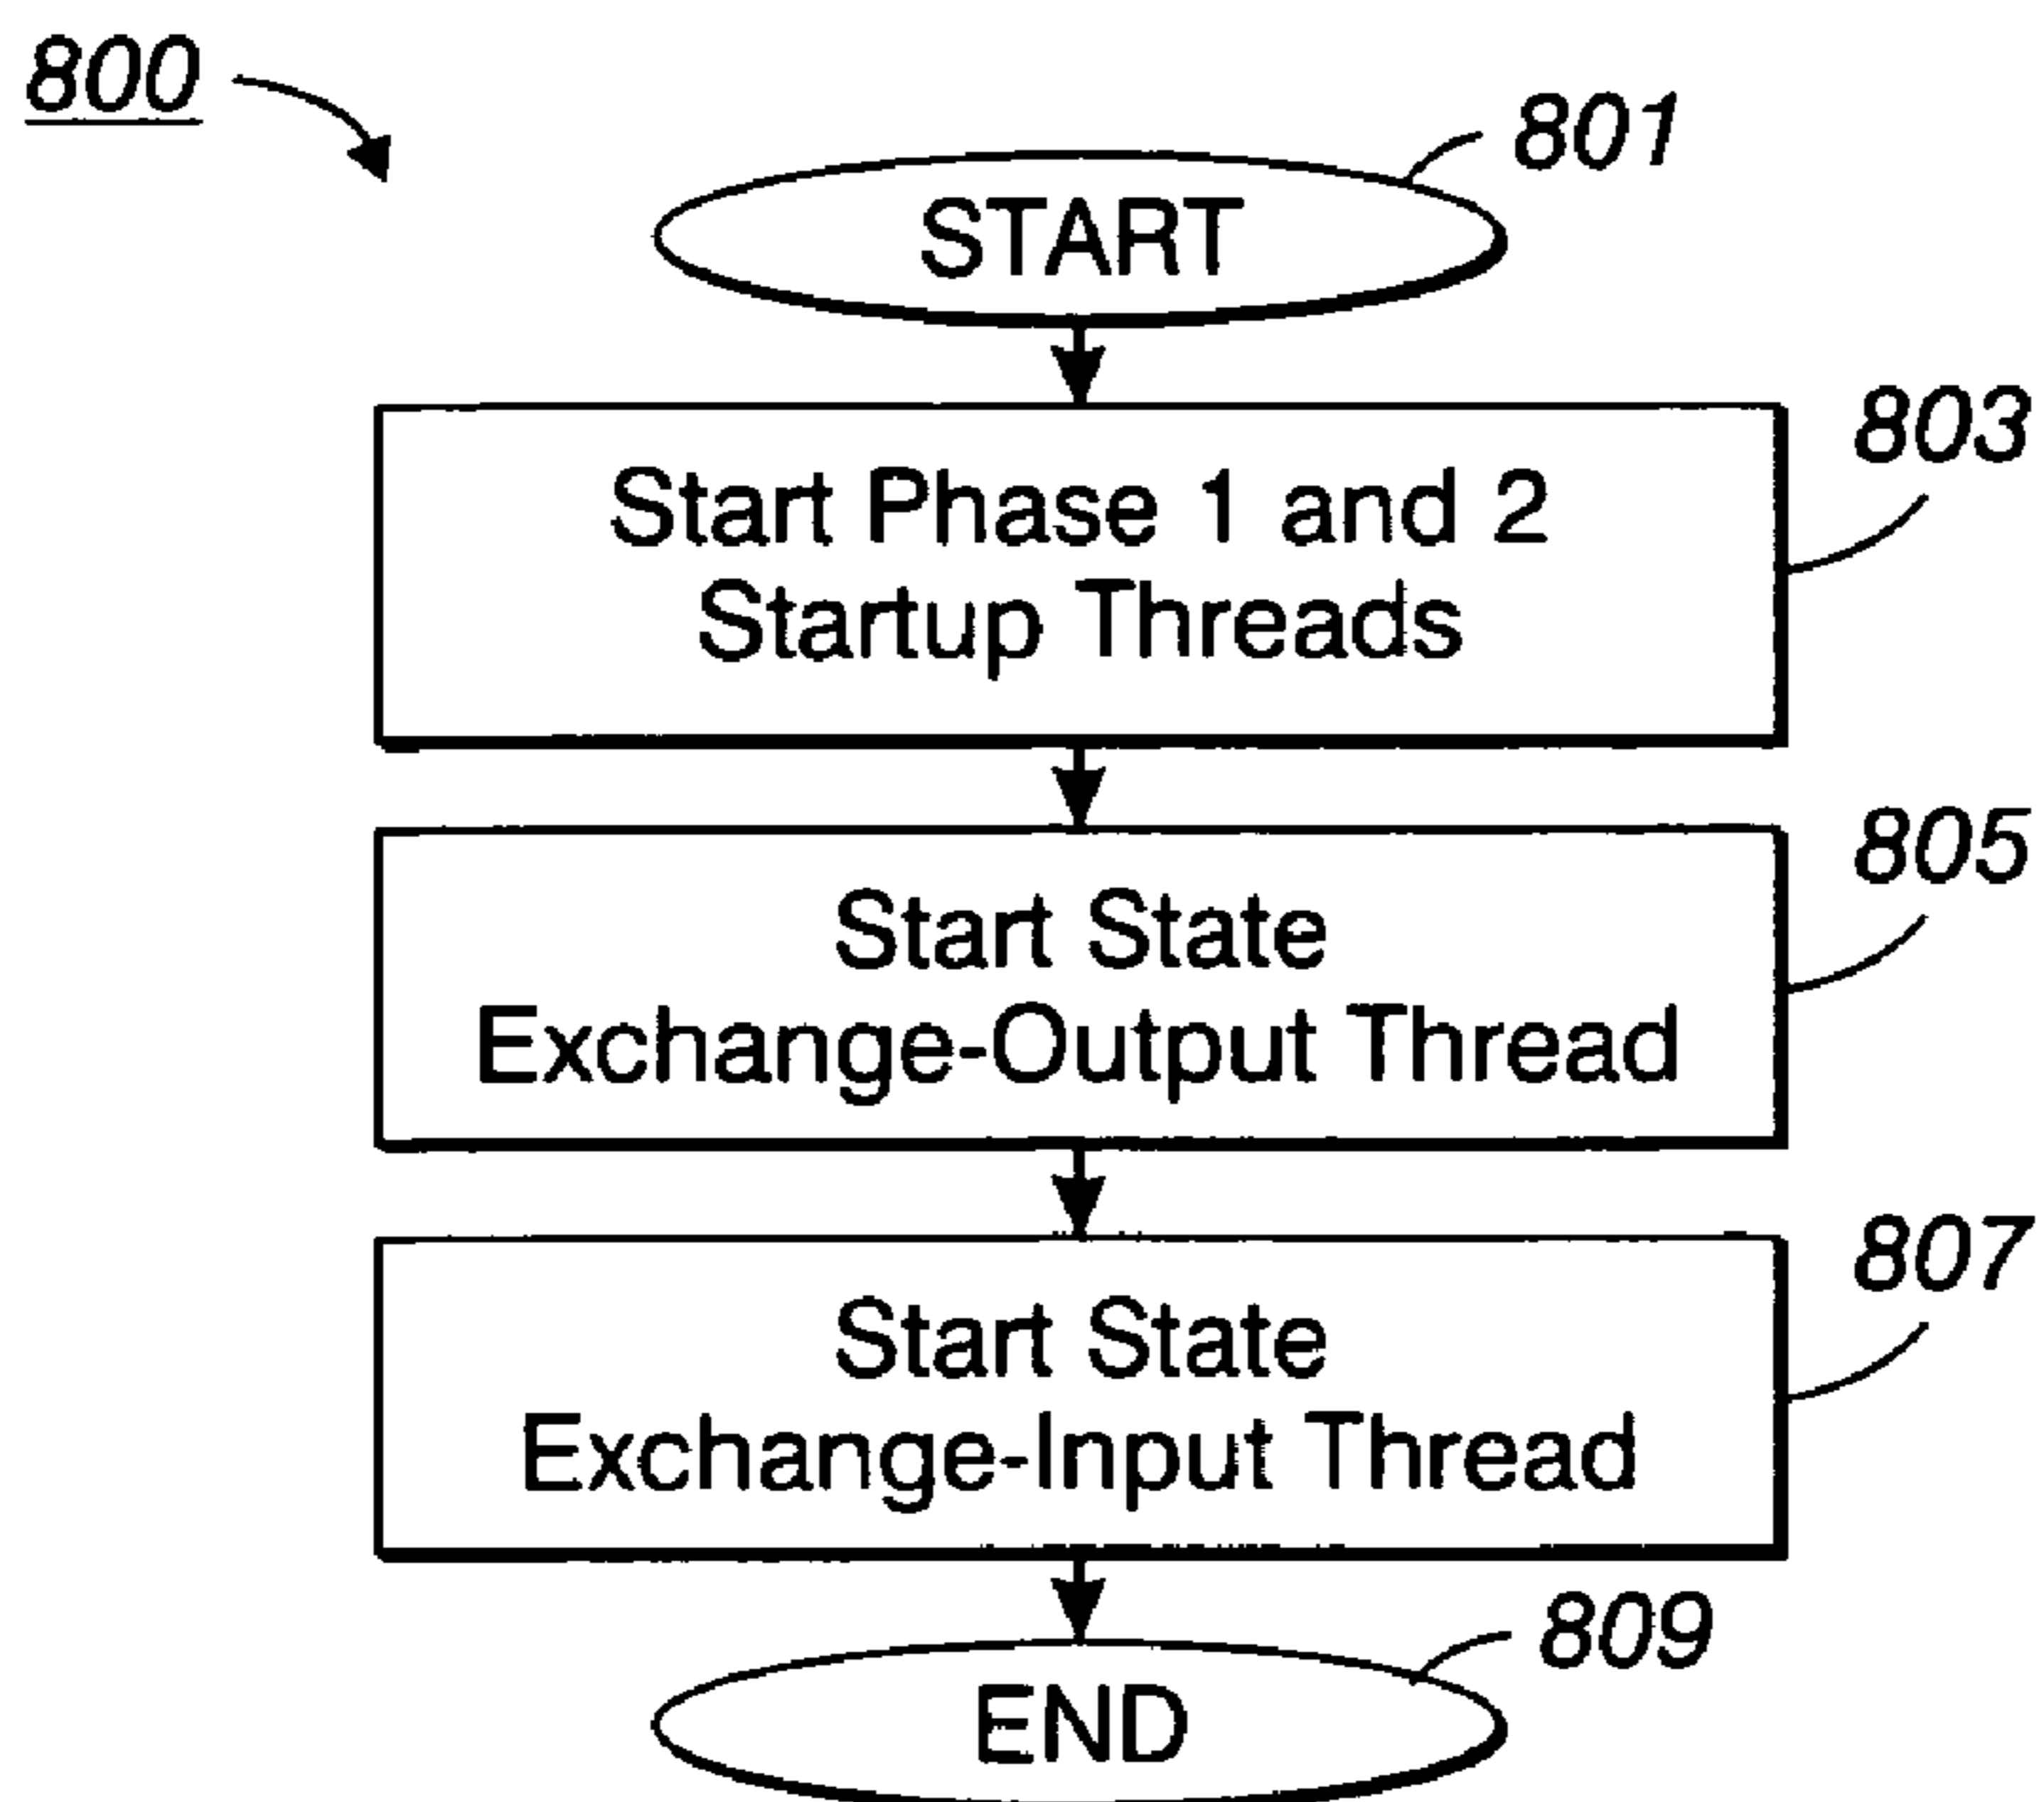 800
801
START
803
Start Phase 1 and 2
Startup Threads
805
Start State
Exchange-Output Thread
807
Start State
Exchange-Input Thread
809
END